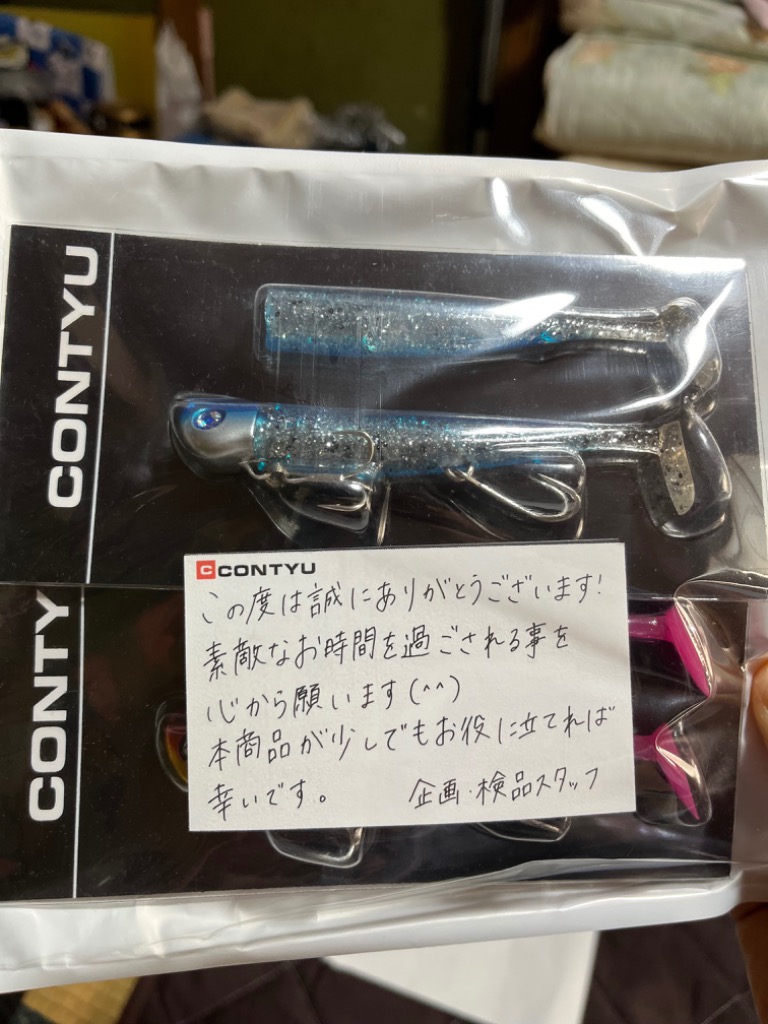 CONTYU
CONTY
C CONTYU
この度は誠にありがとうございます!
素敵なお時間を過ごされる事を
心から願います(^^)
本商品が少しでもお役に立てれば
幸いです。 企画・検品スタッフ